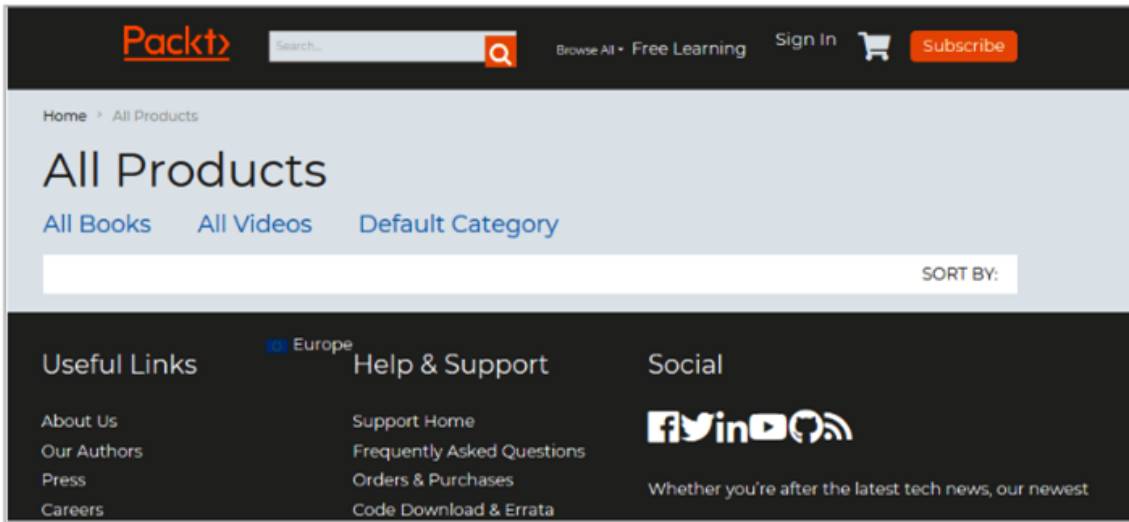 Packt>
Search...
Browse All
Free Learning
Sign In
Subscribe
Home › All Products
All Products
All Books All Videos Default Category
SORT BY:
Europe
Useful Links
About Us
Our Authors
Press
Careers
Help & Support
Support Home
Frequently Asked Questions
Orders & Purchases
Code Download & Errata
Social
Whether you're after the latest tech news, our newest